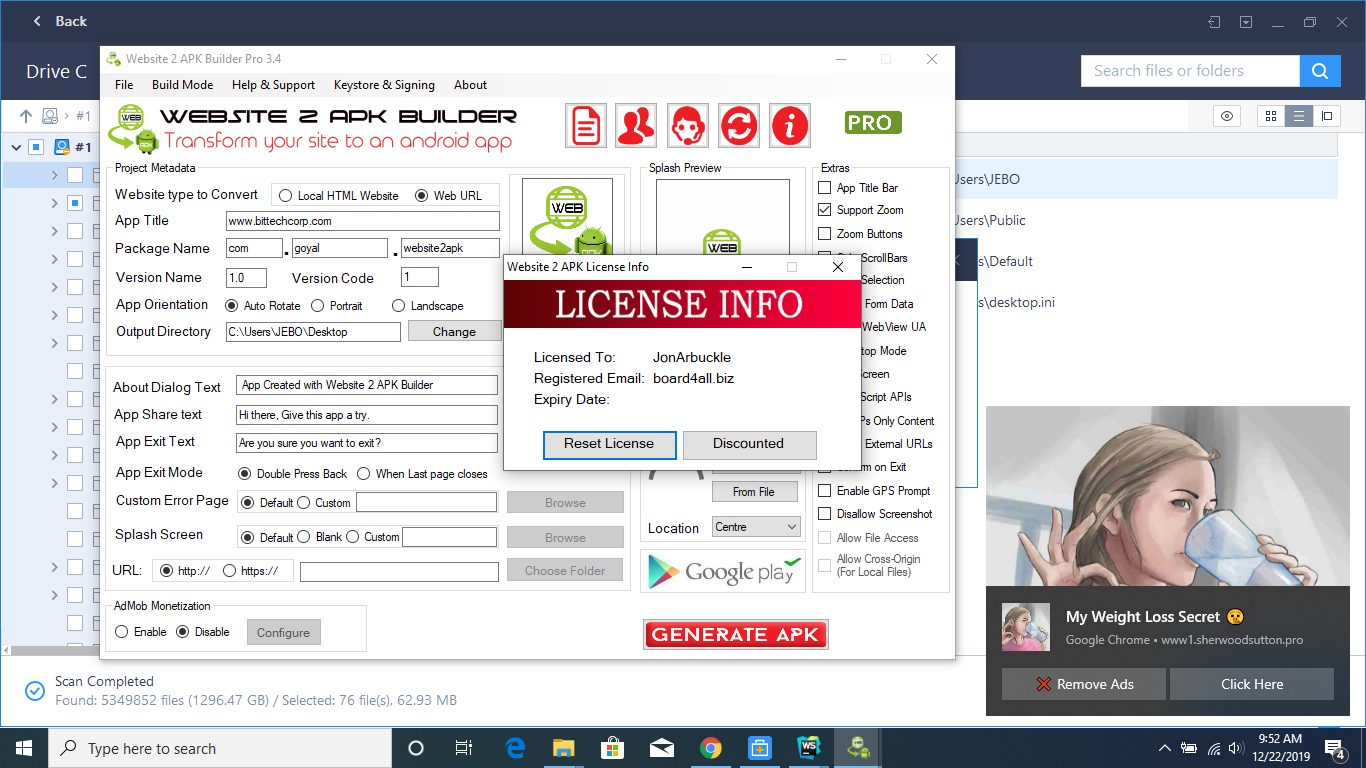 Back
Drive C
Search files or folders
#1
#1
Website 2 APK Builder Pro 3.4
File Build Mode Help & Support Keystore & Signing About
WEB
WEBSITE 2 APK BUILDER
Transform your site to an android app
PRO
Project Metadata
Website type to Convert Local HTML Website Web URL
App Title www.bittechcorp.com
Package Name com . goyal . website2apk
Version Name 1.0 Version Code 1
App Orientation Auto Rotate Portrait Landscape
Output Directory C:\Users\JEBO\Desktop Change
WEB
Splash Preview
WEB
Extras
App Title Bar
Support Zoom
Zoom Buttons
ScrollBars
Selection
Form Data
WebView UA
top Mode
Screen
Script APIs
Ps Only Content
External URLs
on Exit
Enable GPS Prompt
Disallow Screenshot
Allow File Access
Allow Cross-Origin
(For Local Files)
Website 2 APK License Info
LICENSE INFO
Licensed To: JonArbuckle
Registered Email: board4all.biz
Expiry Date:
Reset License Discounted
About Dialog Text App Created with Website 2 APK Builder
App Share text Hi there, Give this app a try.
App Exit Text Are you sure you want to exit?
App Exit Mode Double Press Back When Last page closes
Custom Error Page Default Custom Browse
Splash Screen Default Blank Custom Browse
URL: http:// https:// Choose Folder
From File
Location Centre
Google play
AdMob Monetization
Enable Disable Configure
GENERATE APK
sers\JEBO
sers\Public
s\Default
s\desktop.ini
Scan Completed
Found: 5349852 files (1296.47 GB) / Selected: 76 file(s), 62.93 MB
My Weight Loss Secret 🤫
Google Chrome • www1.sherwoodsutton.pro
❌ Remove Ads Click Here
Type here to search
WS
9:52 AM
12/22/2019
4